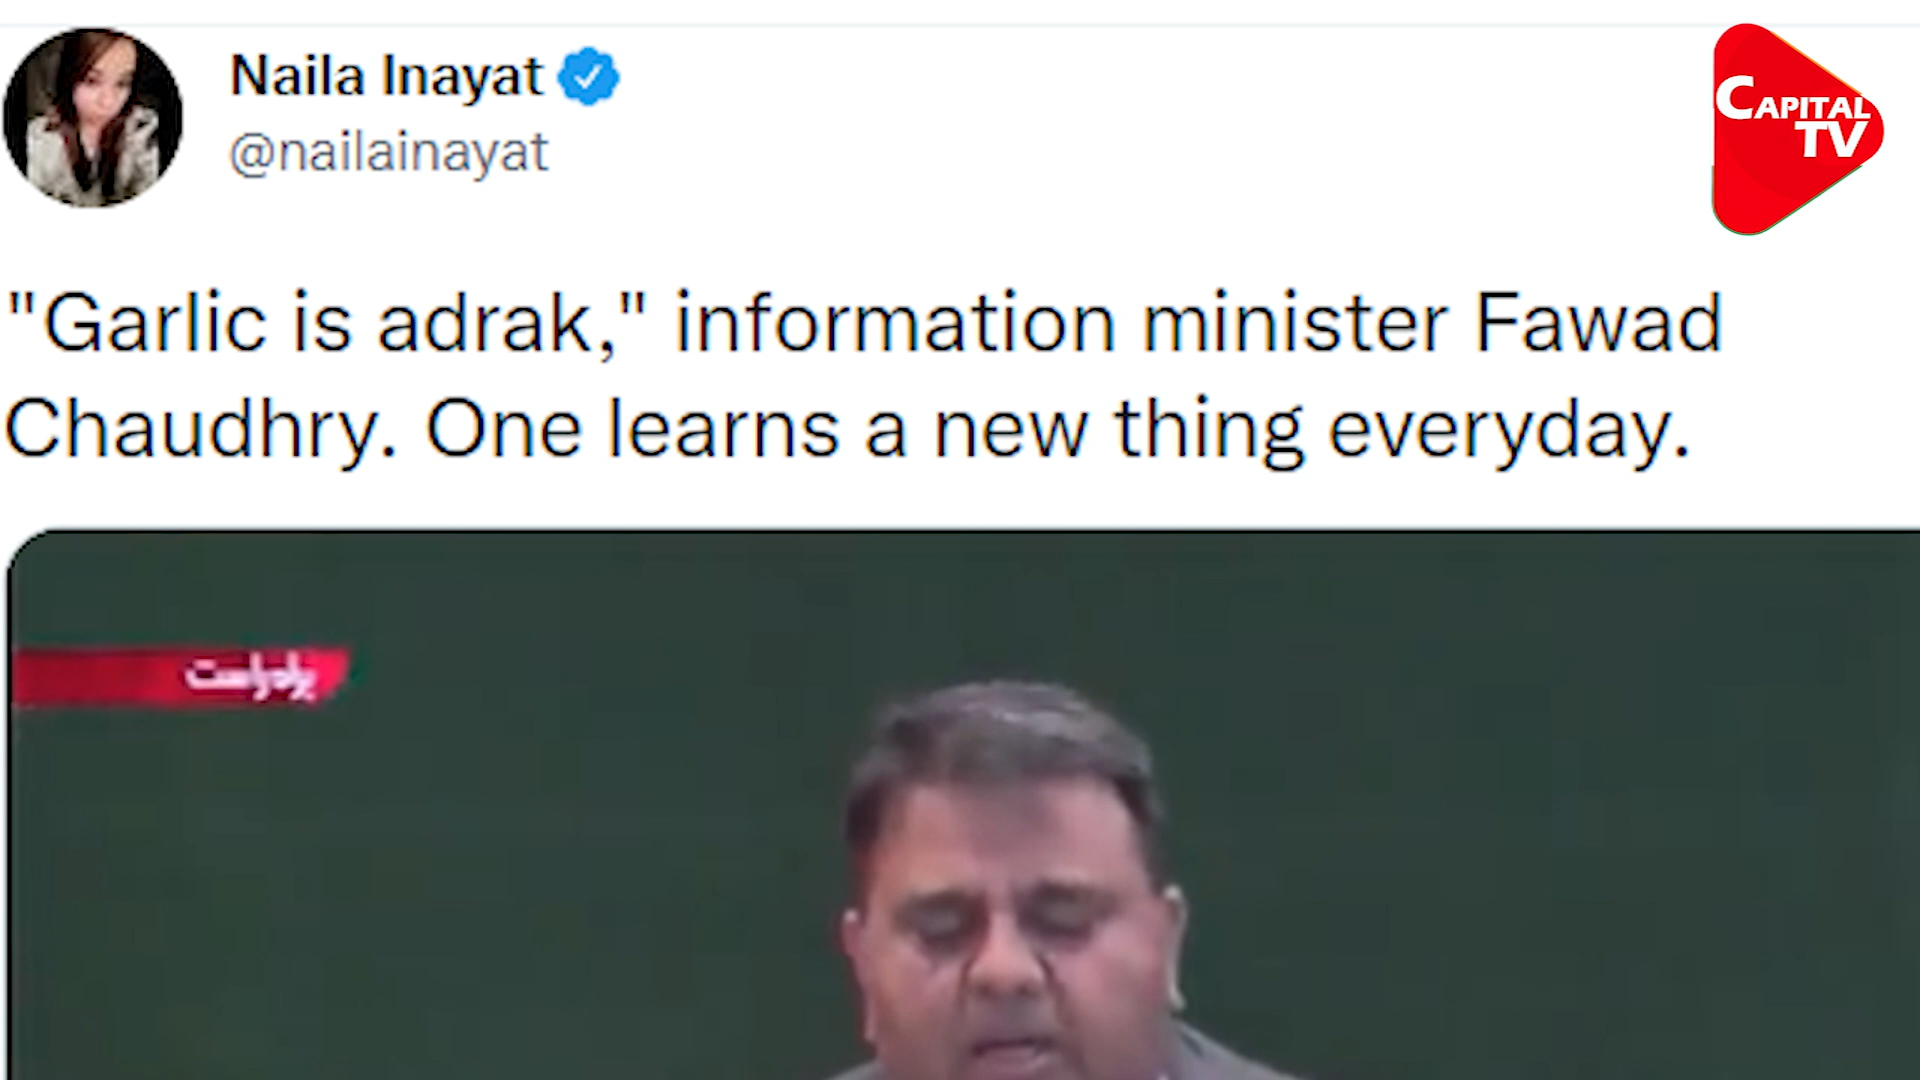 Naila Inayat
@nailainayat
CAPITAL
TV
"Garlic is adrak," information minister Fawad
Chaudhry. One learns a new thing everyday.
براہ راست